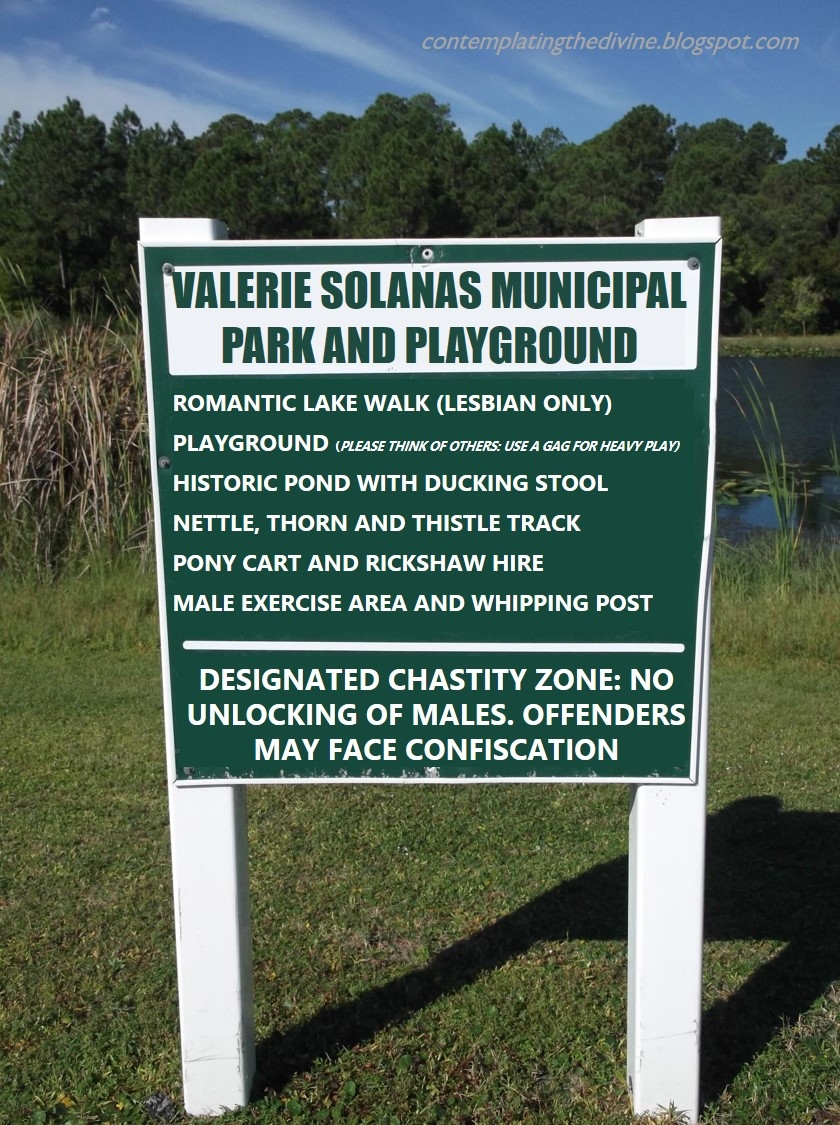 contemplatingthedivine.blogspot.com
VALERIE SOLANAS MUNICIPAL
PARK AND PLAYGROUND
ROMANTIC LAKE WALK (LESBIAN ONLY)
PLAYGROUND (PLEASE THINK OF OTHERS: USE A GAG FOR HEAVY PLAY)
HISTORIC POND WITH DUCKING STOOL
NETTLE, THORN AND THISTLE TRACK
PONY CART AND RICKSHAW HIRE
MALE EXERCISE AREA AND WHIPPING POST
DESIGNATED CHASTITY ZONE: NO
UNLOCKING OF MALES. OFFENDERS
MAY FACE CONFISCATION